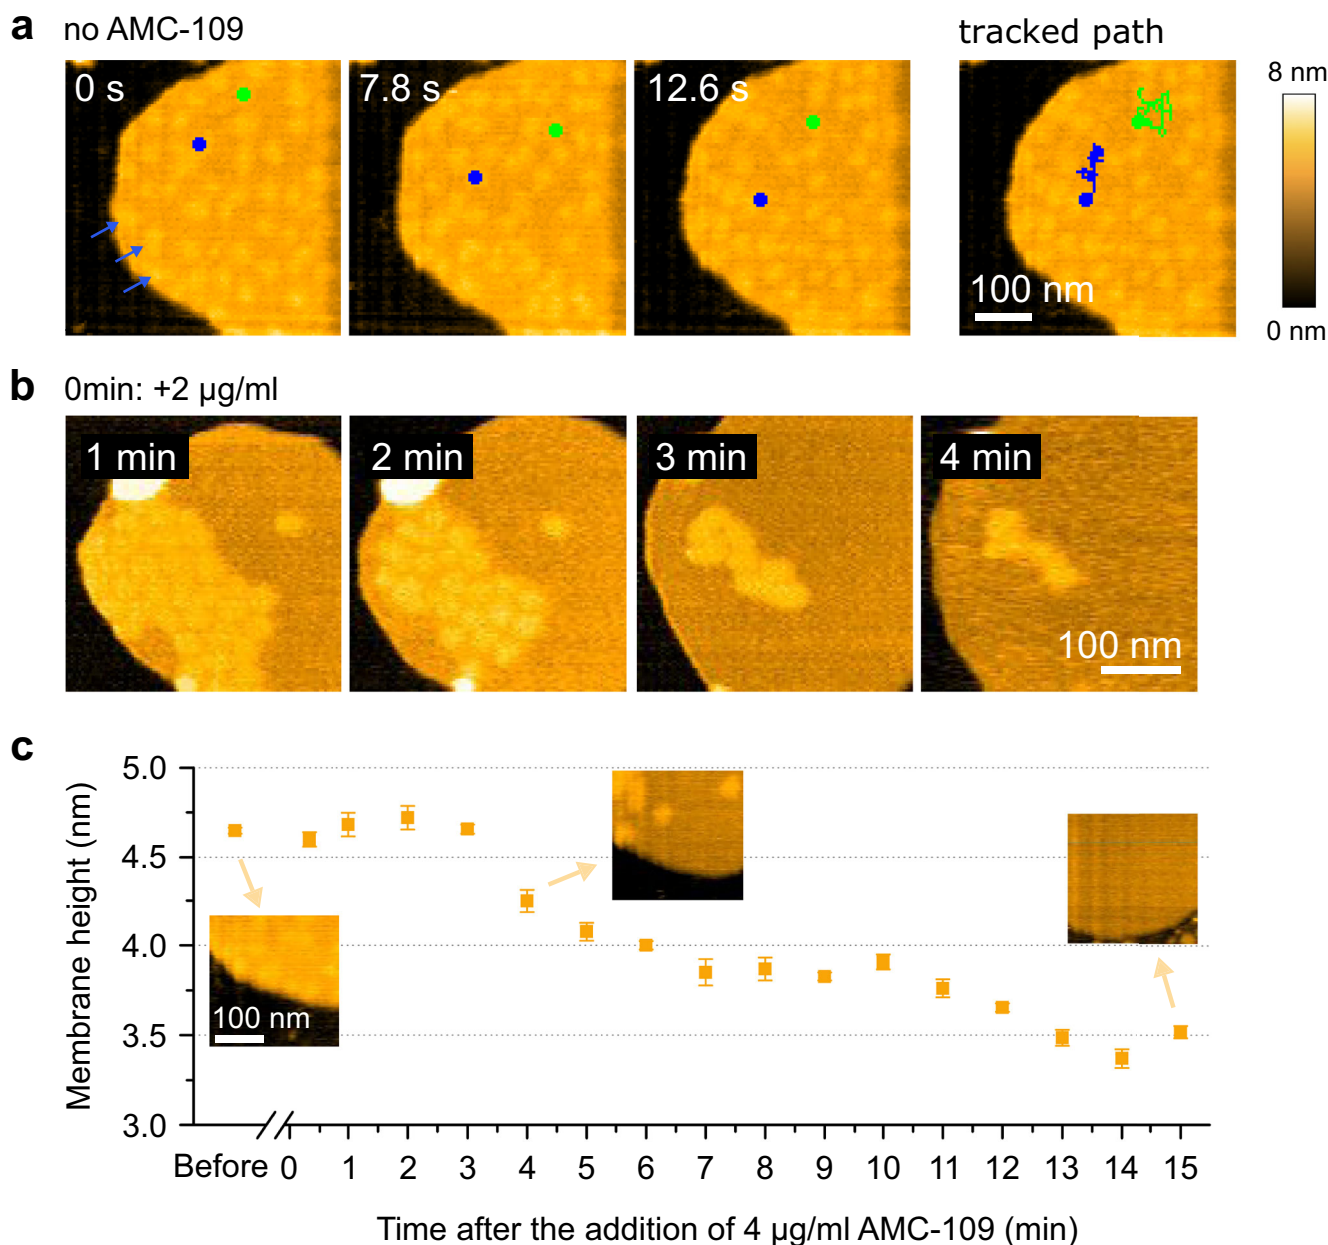 a no AMC-109
tracked path
0 s
7.8 s
12.6 s
100 nm
8 nm
0 nm
b 0min: +2 µg/ml
1 min
2 min
3 min
4 min
100 nm
c
Membrane height (nm)
5.0
4.5
4.0
3.5
3.0
100 nm
Before 0 1 2 3 4 5 6 7 8 9 10 11 12 13 14 15
Time after the addition of 4 µg/ml AMC-109 (min)